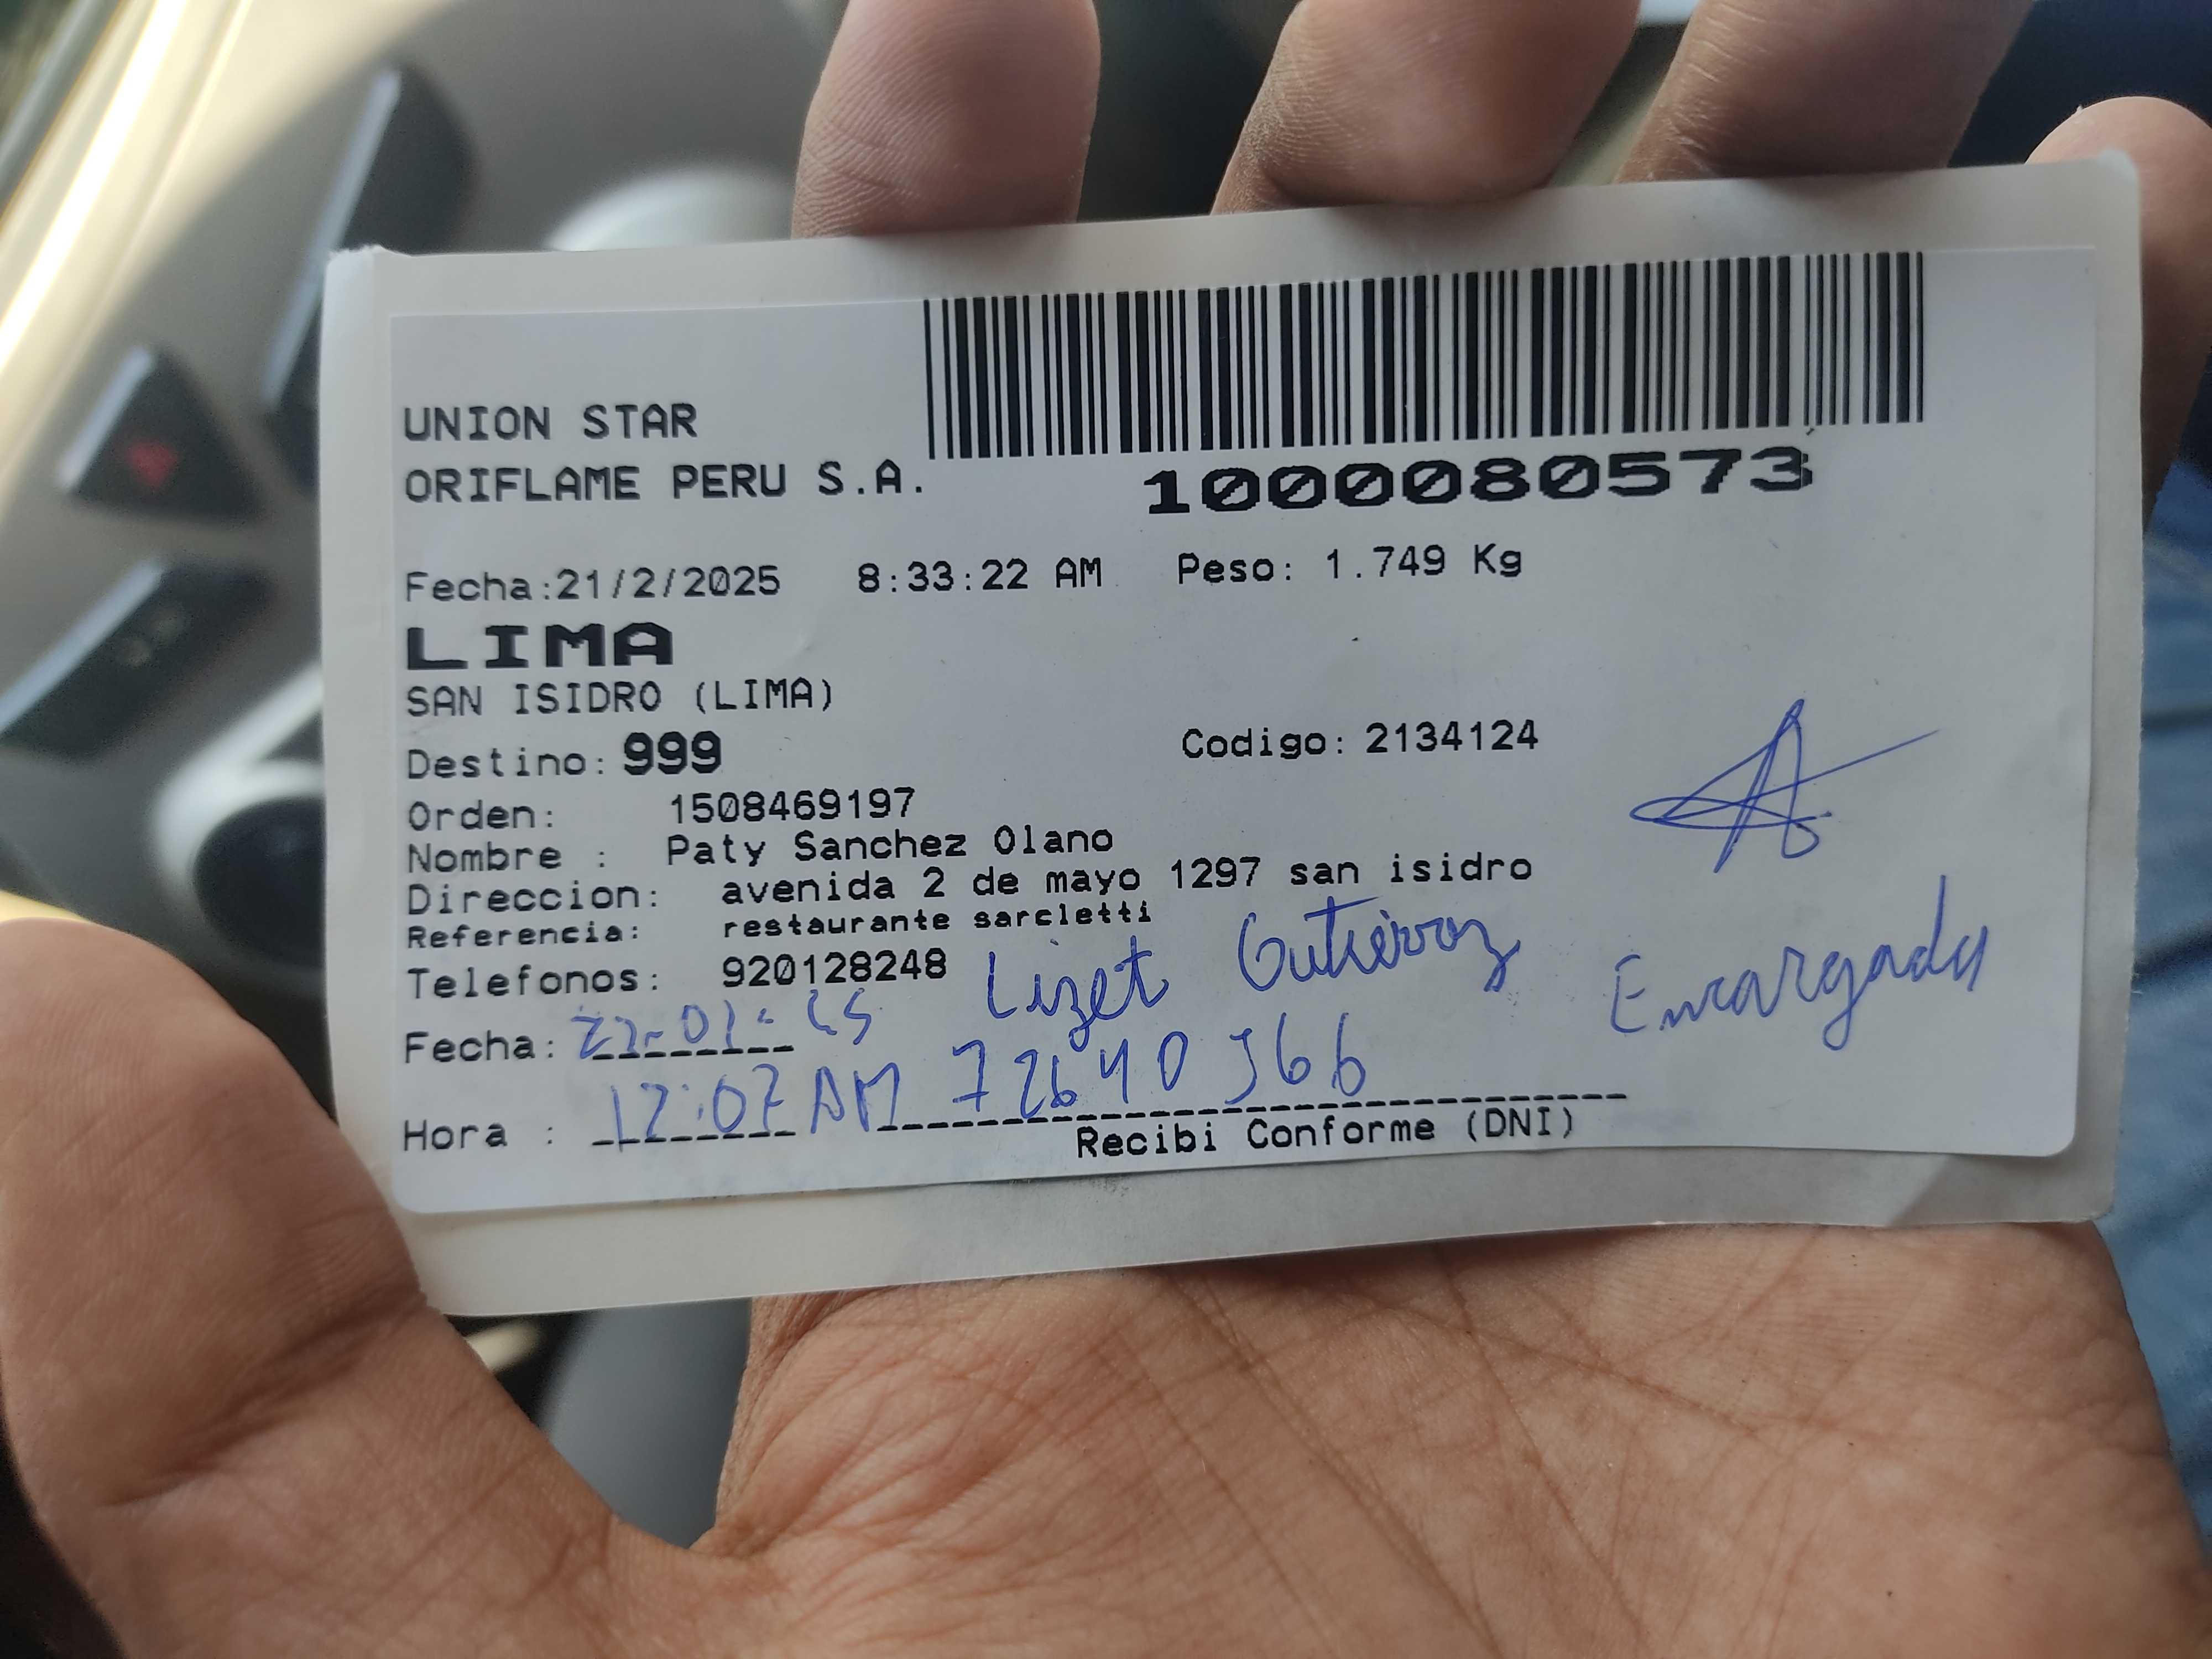 UNION STAR
ORIFLAME PERU S.A.
1000080573
Fecha:21/2/2025 8:33:22 AM Peso: 1.749 Kg
LIMA
SAN ISIDRO (LIMA)
Destino: 999 Codigo: 2134124
Orden: 1508469197
Nombre : Paty Sanchez Olano
Direccion: avenida 2 de mayo 1297 san isidro
Referencia: restaurante sarcletti
Telefonos: 920128248 Lizet Gutierrez Encargada
Fecha:
Hora : 12:07 AM
Recibi Conforme (DNI)